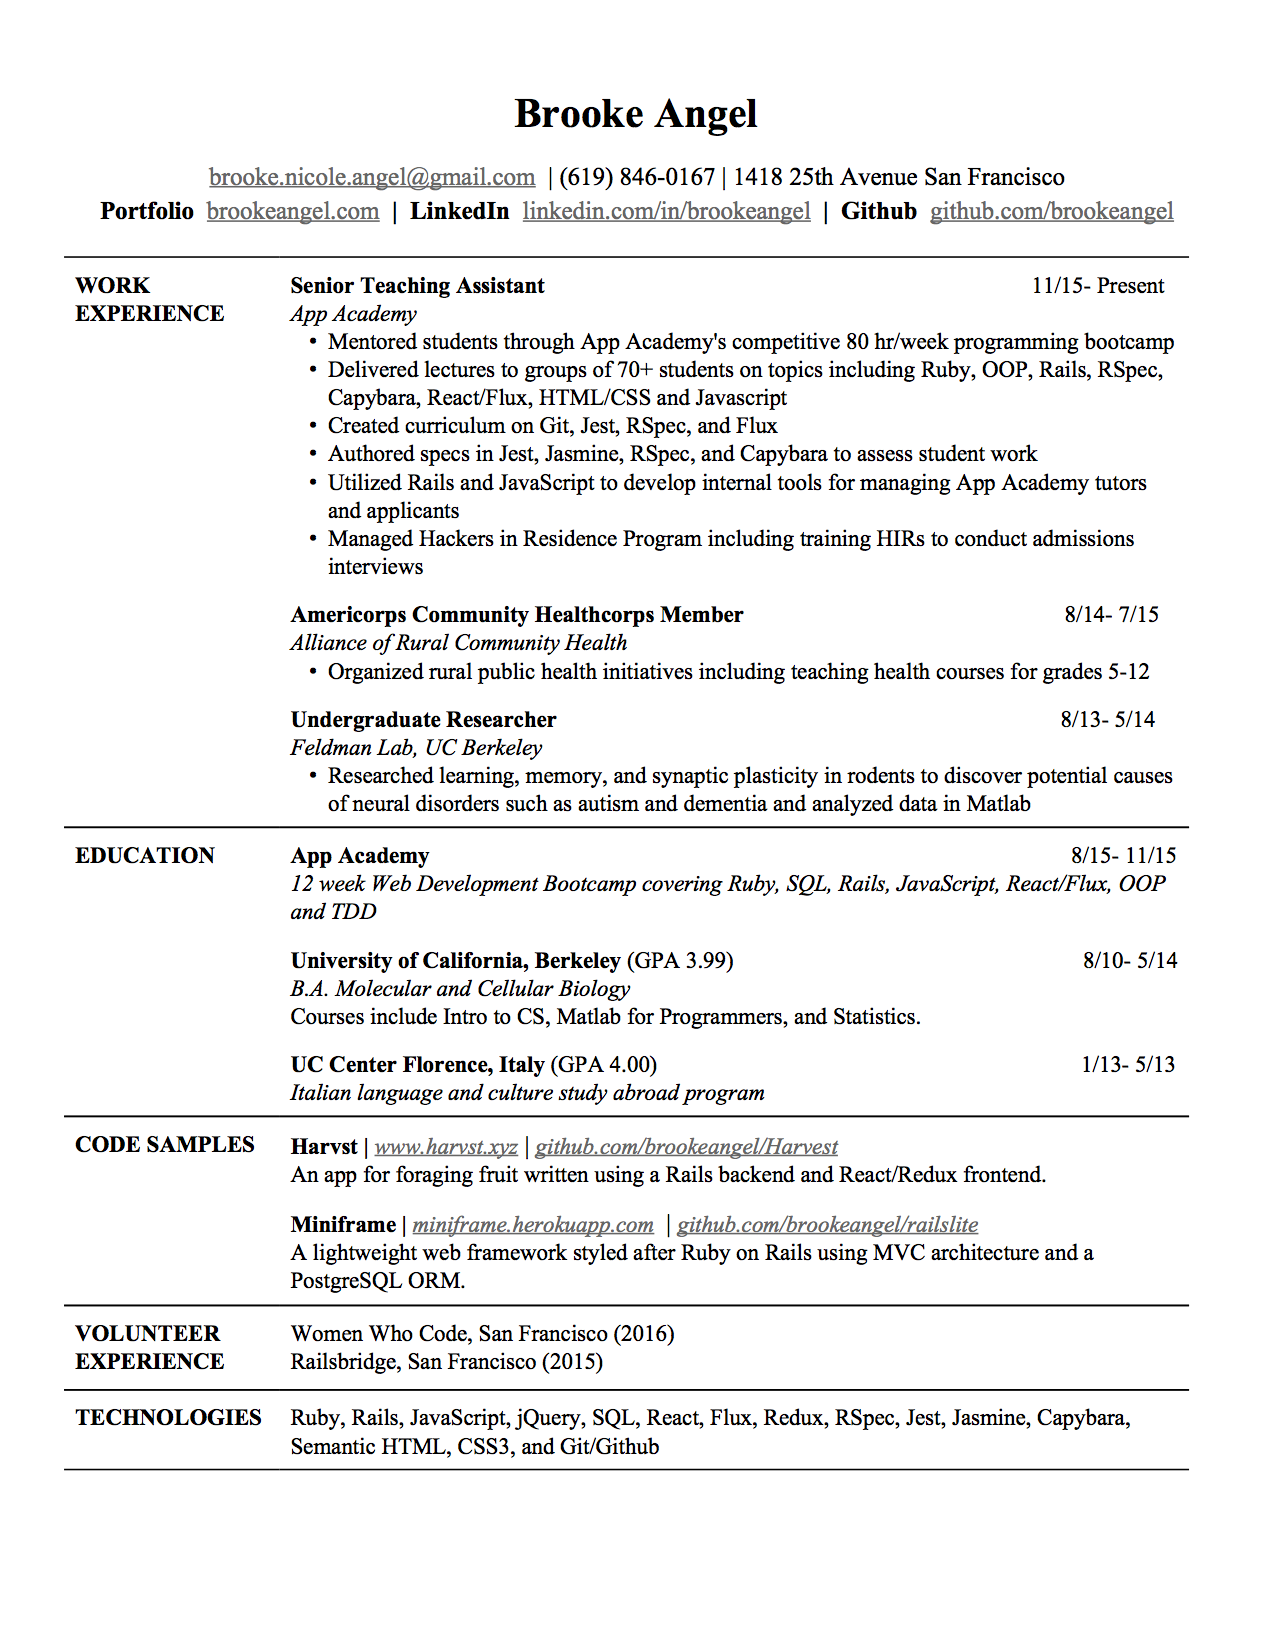 Brooke Angel
brooke.nicole.angel@gmail.com | (619) 846-0167 | 1418 25th Avenue San Francisco
Portfolio brookeangel.com | LinkedIn linkedin.com/in/brookeangel | Github github.com/brookeangel
WORK
EXPERIENCE
Senior Teaching Assistant 11/15- Present
App Academy
• Mentored students through App Academy's competitive 80 hr/week programming bootcamp
• Delivered lectures to groups of 70+ students on topics including Ruby, OOP, Rails, RSpec,
Capybara, React/Flux, HTML/CSS and Javascript
• Created curriculum on Git, Jest, RSpec, and Flux
• Authored specs in Jest, Jasmine, RSpec, and Capybara to assess student work
• Utilized Rails and JavaScript to develop internal tools for managing App Academy tutors
and applicants
• Managed Hackers in Residence Program including training HIRs to conduct admissions
interviews
Americorps Community Healthcorps Member 8/14- 7/15
Alliance of Rural Community Health
• Organized rural public health initiatives including teaching health courses for grades 5-12
Undergraduate Researcher 8/13- 5/14
Feldman Lab, UC Berkeley
• Researched learning, memory, and synaptic plasticity in rodents to discover potential causes
of neural disorders such as autism and dementia and analyzed data in Matlab
EDUCATION
App Academy 8/15- 11/15
12 week Web Development Bootcamp covering Ruby, SQL, Rails, JavaScript, React/Flux, OOP
and TDD
University of California, Berkeley (GPA 3.99) 8/10- 5/14
B.A. Molecular and Cellular Biology
Courses include Intro to CS, Matlab for Programmers, and Statistics.
UC Center Florence, Italy (GPA 4.00) 1/13- 5/13
Italian language and culture study abroad program
CODE SAMPLES
Harvst | www.harvst.xyz | github.com/brookeangel/Harvest
An app for foraging fruit written using a Rails backend and React/Redux frontend.
Miniframe | miniframe.herokuapp.com | github.com/brookeangel/railslite
A lightweight web framework styled after Ruby on Rails using MVC architecture and a
PostgreSQL ORM.
VOLUNTEER
EXPERIENCE
Women Who Code, San Francisco (2016)
Railsbridge, San Francisco (2015)
TECHNOLOGIES
Ruby, Rails, JavaScript, jQuery, SQL, React, Flux, Redux, RSpec, Jest, Jasmine, Capybara,
Semantic HTML, CSS3, and Git/Github